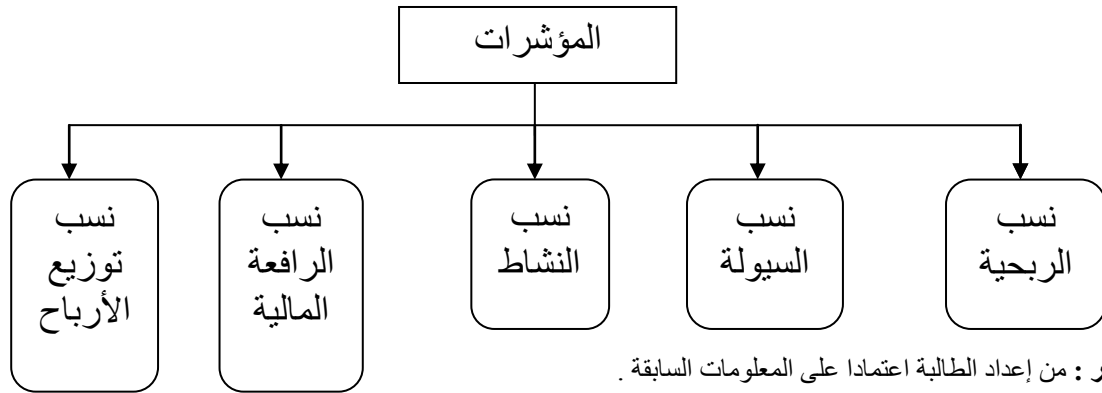 المؤشرات
نسب
الربحية
نسب
السيولة
نسب
النشاط
نسب
الرافعة
المالية
نسب
توزيع
الأرباح
ر : من إعداد الطالبة اعتمادا على المعلومات السابقة .